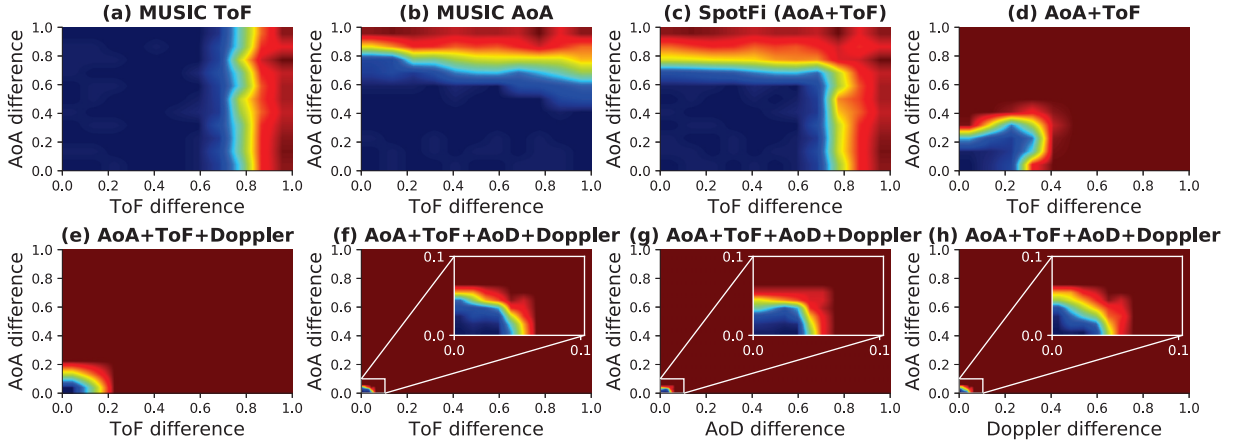 (a) MUSIC ToF
(b) MUSIC AoA
(c) SpotFi (AoA+ToF)
(d) AoA+ToF
AoA difference
1.0
0.8
0.6
0.4
0.2
0.0
0.0 0.2 0.4 0.6 0.8 1.0
ToF difference
AoA difference
1.0
0.8
0.6
0.4
0.2
0.0
0.0 0.2 0.4 0.6 0.8 1.0
ToF difference
AoA difference
1.0
0.8
0.6
0.4
0.2
0.0
0.0 0.2 0.4 0.6 0.8 1.0
ToF difference
AoA difference
1.0
0.8
0.6
0.4
0.2
0.0
0.0 0.2 0.4 0.6 0.8 1.0
ToF difference
(e) AoA+ToF+Doppler
(f) AoA+ToF+AoD+Doppler
(g) AoA+ToF+AoD+Doppler
(h) AoA+ToF+AoD+Doppler
AoA difference
1.0
0.8
0.6
0.4
0.2
0.0
0.0 0.2 0.4 0.6 0.8 1.0
ToF difference
AoA difference
1.0
0.8
0.6
0.4
0.2
0.0
0.1
0.0
0.0 0.1
0.0 0.2 0.4 0.6 0.8 1.0
ToF difference
AoA difference
1.0
0.8
0.6
0.4
0.2
0.0
0.1
0.0
0.0 0.1
0.0 0.2 0.4 0.6 0.8 1.0
AoD difference
AoA difference
1.0
0.8
0.6
0.4
0.2
0.0
0.1
0.0
0.0 0.1
0.0 0.2 0.4 0.6 0.8 1.0
Doppler difference